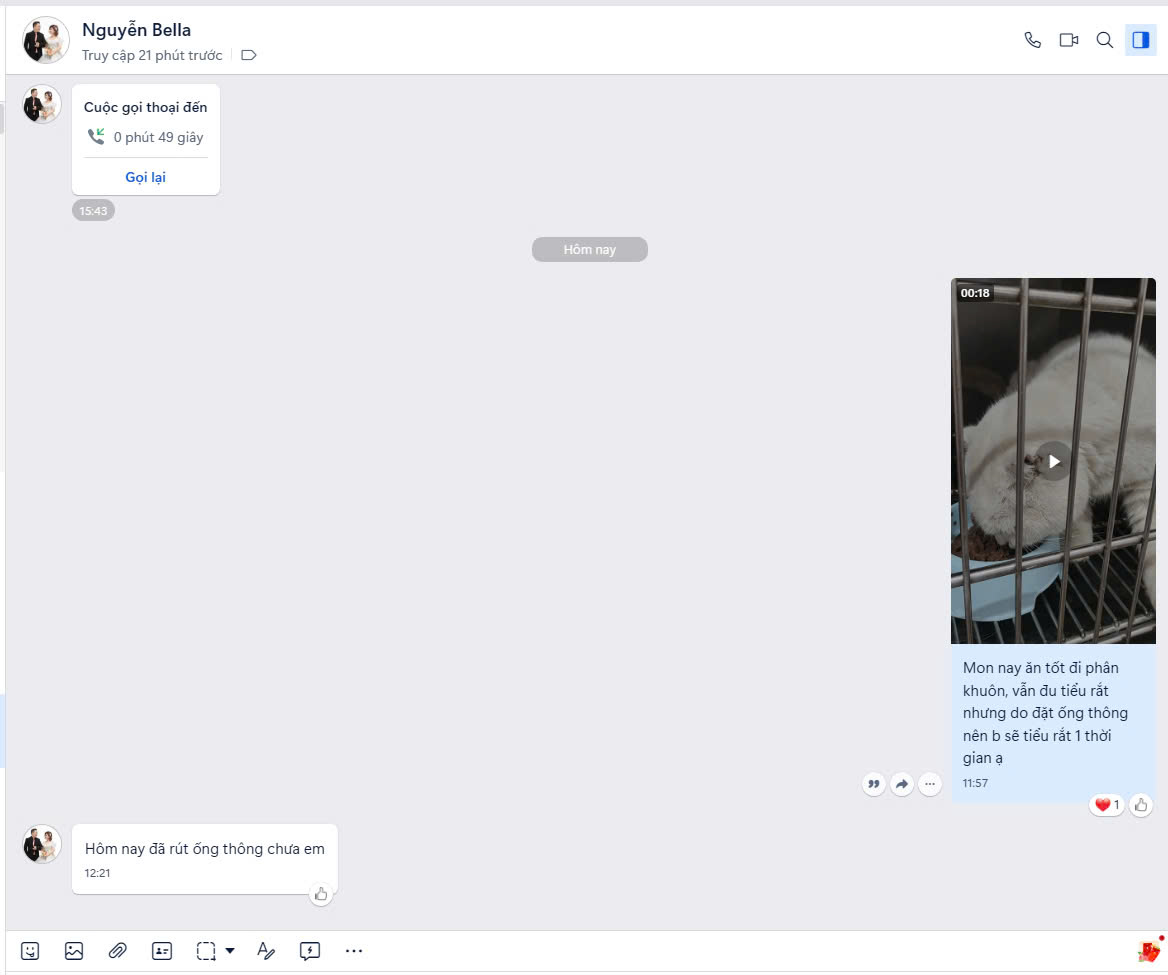 Nguyễn Bella
Truy cập 21 phút trước
Cuộc gọi thoại đến
0 phút 49 giây
Gọi lại
15:43
Hôm nay
00:18
Mon nay ăn tốt đi phân
khuôn, vẫn đu tiểu rắt
nhưng do đặt ống thông
nên b sẽ tiểu rắt 1 thời
gian ạ
11:57
1
Hôm nay đã rút ống thông chưa em
12:21